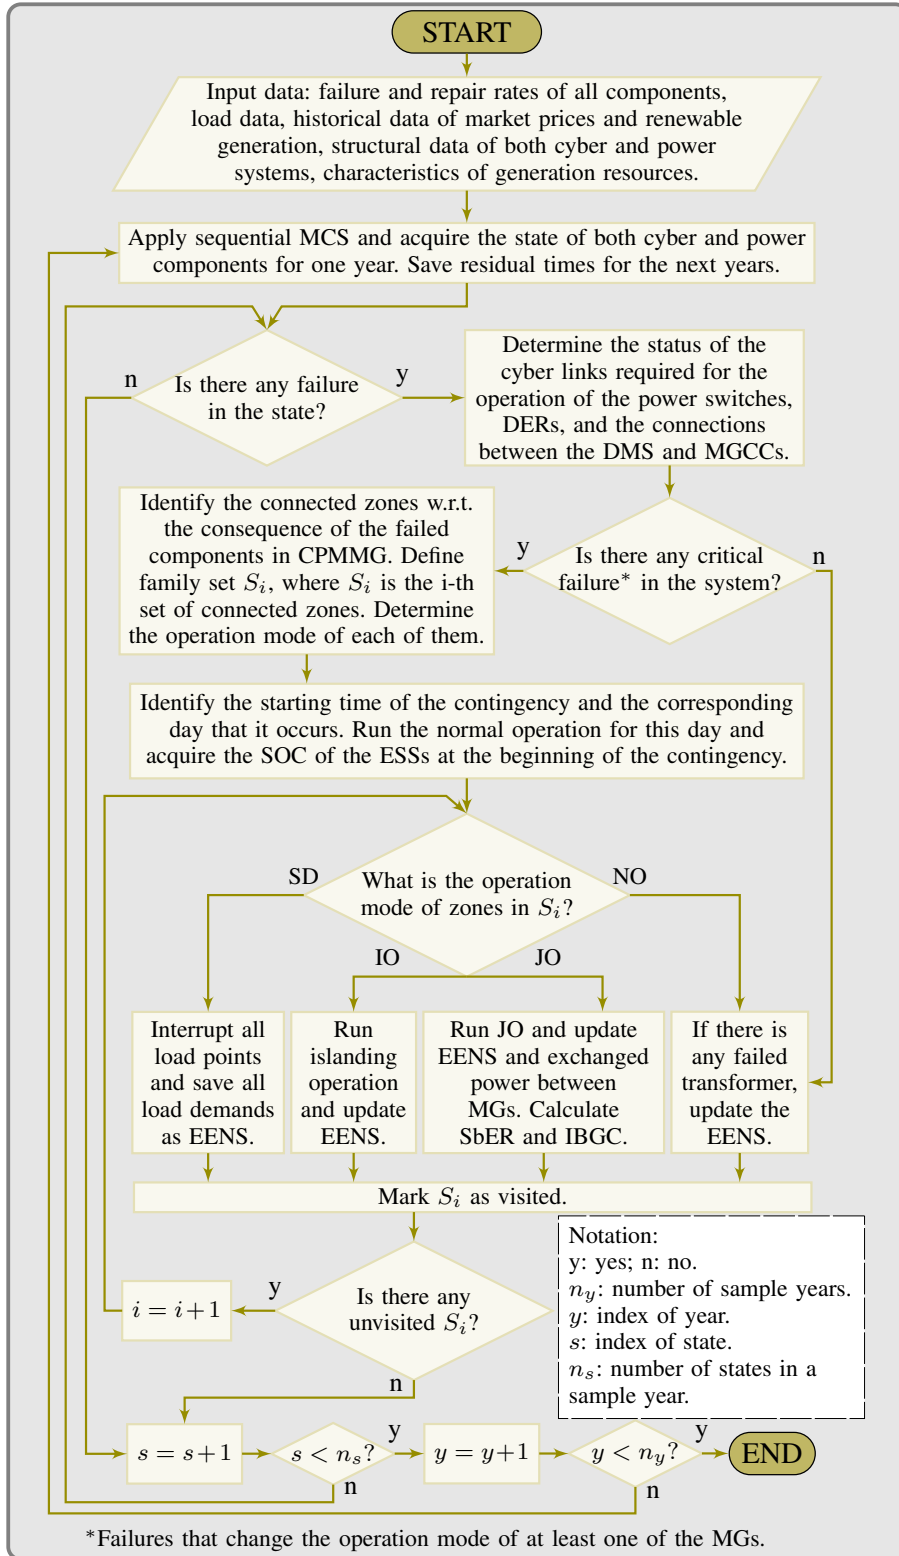 START
Input data: failure and repair rates of all components,
load data, historical data of market prices and renewable
generation, structural data of both cyber and power
systems, characteristics of generation resources.
Apply sequential MCS and acquire the state of both cyber and power
components for one year. Save residual times for the next years.
n
Is there any failure
in the state?
y
Determine the status of the
cyber links required for the
operation of the power switches,
DERs, and the connections
between the DMS and MGCCs.
Identify the connected zones w.r.t.
the consequence of the failed
components in CPMMG. Define
family set S_i, where S_i is the i-th
set of connected zones. Determine
the operation mode of each of them.
y
Is there any critical
failure* in the system?
n
Identify the starting time of the contingency and the corresponding
day that it occurs. Run the normal operation for this day and
acquire the SOC of the ESSs at the beginning of the contingency.
SD
What is the operation
mode of zones in S_i?
NO
IO
JO
Interrupt all
load points
and save all
load demands
as EENS.
Run
islanding
operation
and update
EENS.
Run JO and update
EENS and exchanged
power between
MGs. Calculate
SbER and IBGC.
If there is
any failed
transformer,
update the
EENS.
Mark S_i as visited.
i = i+1
y
Is there any
unvisited S_i?
n
Notation:
y: yes; n: no.
n_y: number of sample years.
y: index of year.
s: index of state.
n_s: number of states in a
sample year.
s = s+1
s < n_s?
y
n
y = y+1
y < n_y?
y
n
END
*Failures that change the operation mode of at least one of the MGs.